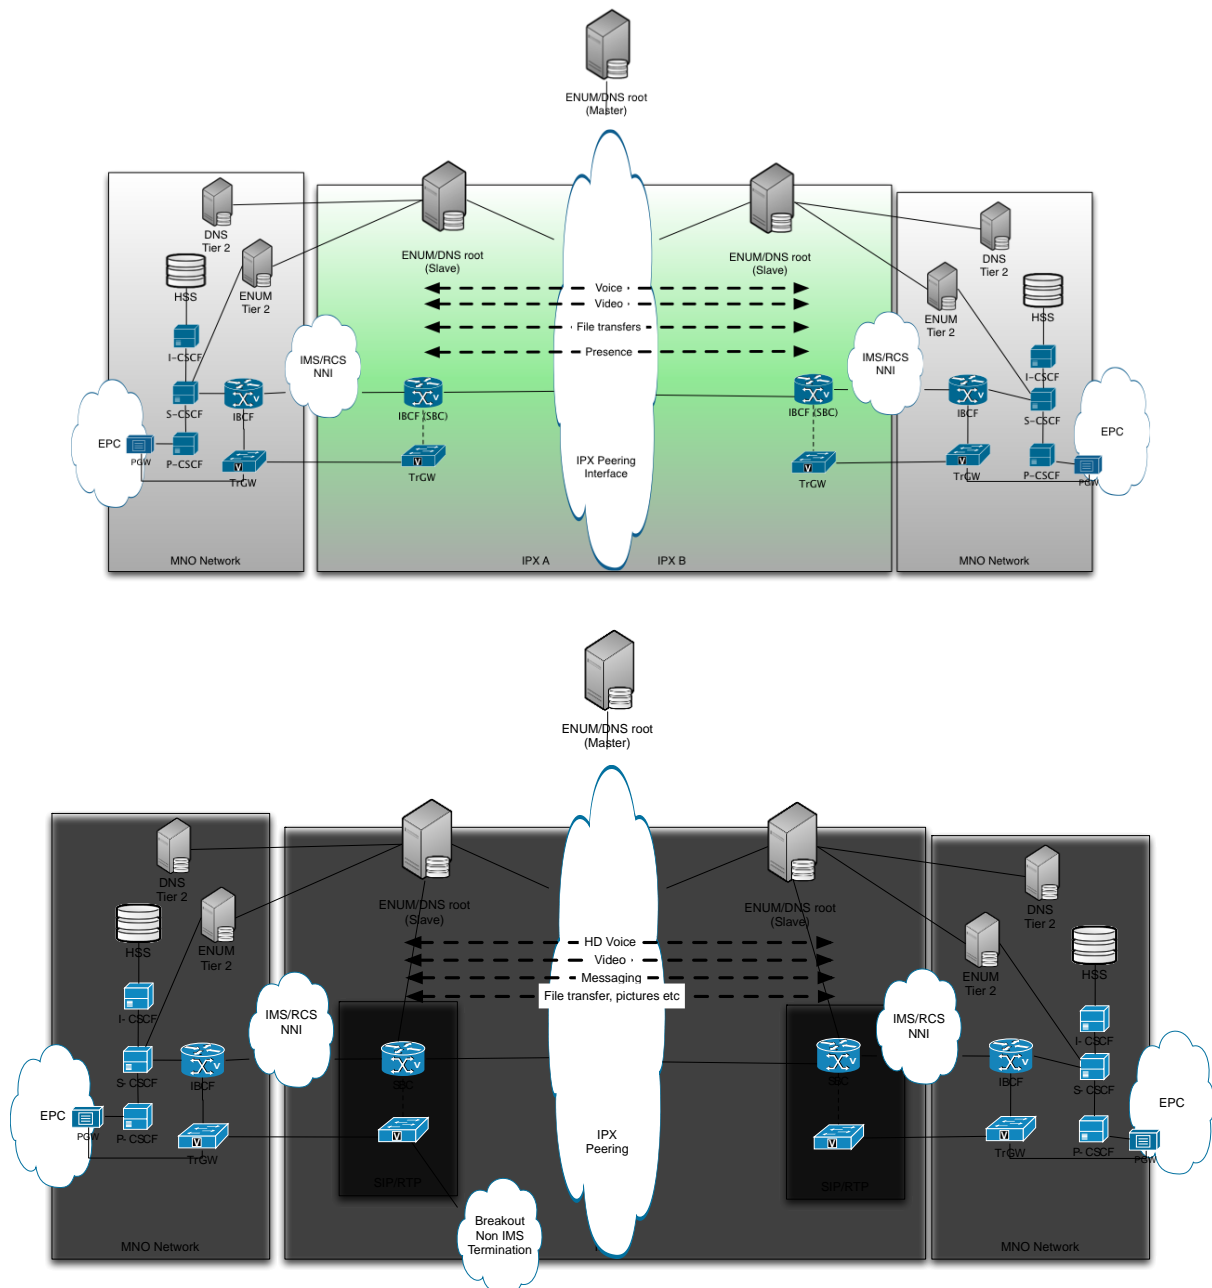 ENUM/DNS root
(Master)
DNS
Tier 2
HSS
ENUM
Tier 2
I-CSCF
S-CSCF
IBCF
EPC
PGW
P-CSCF
TrGW
MNO Network
IMS/RCS
NNI
ENUM/DNS root
(Slave)
Voice
Video
File transfers
Presence
IBCF (SBC)
TrGW
IPX Peering
Interface
IPX A
IPX B
ENUM/DNS root
(Slave)
IBCF (SBC)
TrGW
IMS/RCS
NNI
DNS
Tier 2
ENUM
Tier 2
HSS
I-CSCF
IBCF
S-CSCF
EPC
TrGW
P-CSCF
PGW
MNO Network
ENUM/DNS root
(Master)
DNS
Tier 2
HSS
ENUM
Tier 2
I- CSCF
S- CSCF
IBCF
EPC
PGW
P- CSCF
TrGW
MNO Network
IMS/RCS
NNI
ENUM/DNS root
(Slave)
HD Voice
Video
Messaging
File transfer, pictures etc
SBC
SIP/RTP
Breakout
Non IMS
Termination
IPX
Peering
ENUM/DNS root
(Slave)
SBC
SIP/RTP
IMS/RCS
NNI
DNS
Tier 2
ENUM
Tier 2
HSS
I- CSCF
IBCF
S- CSCF
EPC
TrGW
P- CSCF
PGW
MNO Network